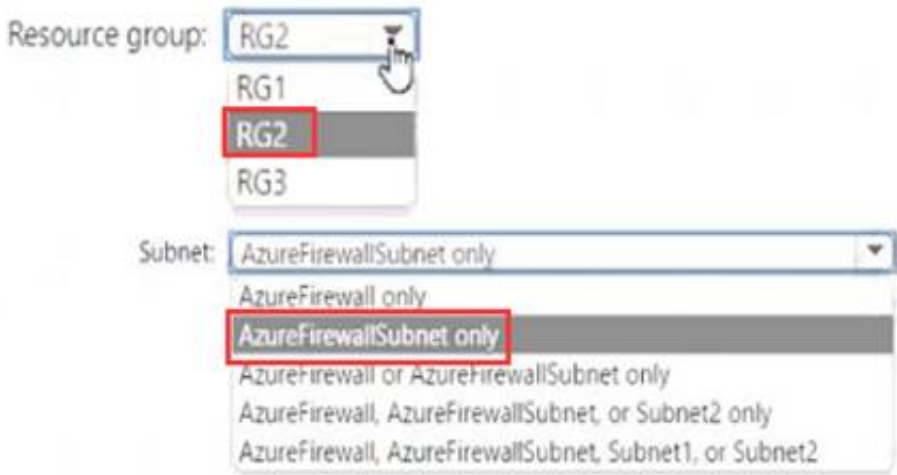 Resource group: RG2
RG1
RG2
RG3
Subnet: AzureFirewallSubnet only
AzureFirewall only
AzureFirewallSubnet only
AzureFirewall or AzureFirewallSubnet only
AzureFirewall, AzureFirewallSubnet, or Subnet2 only
AzureFirewall, AzureFirewallSubnet, Subnet1, or Subnet2